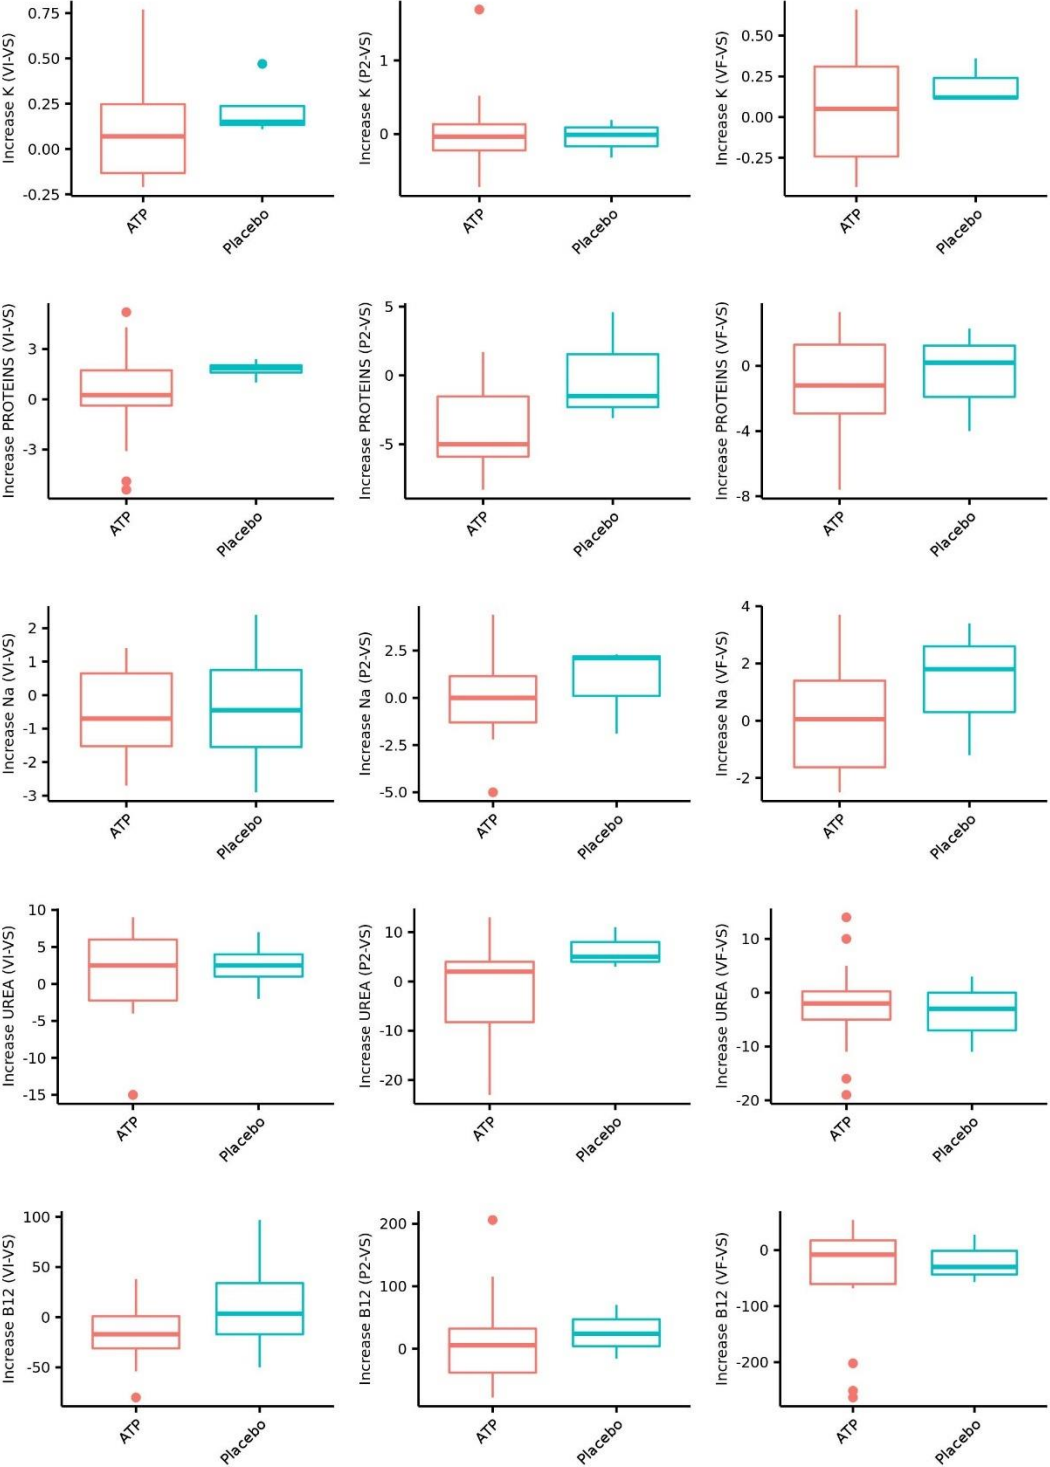 Increase K (VI-VS)
0.75
0.50
0.25
0.00
-0.25
ATP
Placebo
Increase K (P2-VS)
1
0
ATP
Placebo
Increase K (VF-VS)
0.50
0.25
0.00
-0.25
ATP
Placebo
Increase PROTEINS (VI-VS)
3
0
-3
ATP
Placebo
Increase PROTEINS (P2-VS)
5
0
-5
ATP
Placebo
Increase PROTEINS (VF-VS)
0
-4
-8
ATP
Placebo
Increase Na (VI-VS)
2
1
0
-1
-2
-3
ATP
Placebo
Increase Na (P2-VS)
2.5
0.0
-2.5
-5.0
ATP
Placebo
Increase Na (VF-VS)
4
2
0
-2
ATP
Placebo
Increase UREA (VI-VS)
10
5
0
-5
-10
-15
ATP
Placebo
Increase UREA (P2-VS)
10
0
-10
-20
ATP
Placebo
Increase UREA (VF-VS)
10
0
-10
-20
ATP
Placebo
Increase B12 (VI-VS)
100
50
0
-50
ATP
Placebo
Increase B12 (P2-VS)
200
100
0
ATP
Placebo
Increase B12 (VF-VS)
0
-100
-200
ATP
Placebo